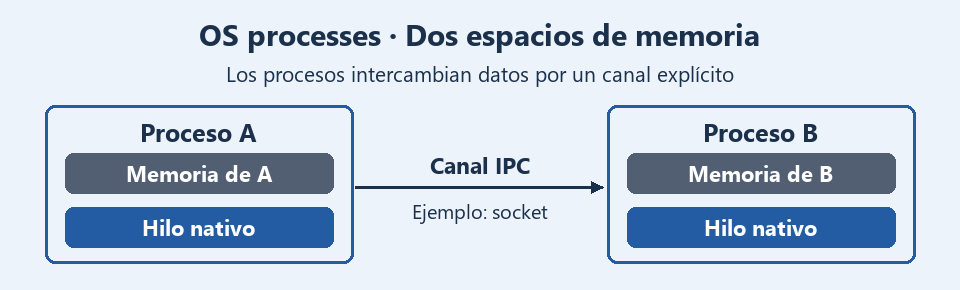 OS processes · Dos espacios de memoria
Los procesos intercambian datos por un canal explícito
Proceso A
Memoria de A
Hilo nativo
Canal IPC
Ejemplo: socket
Proceso B
Memoria de B
Hilo nativo